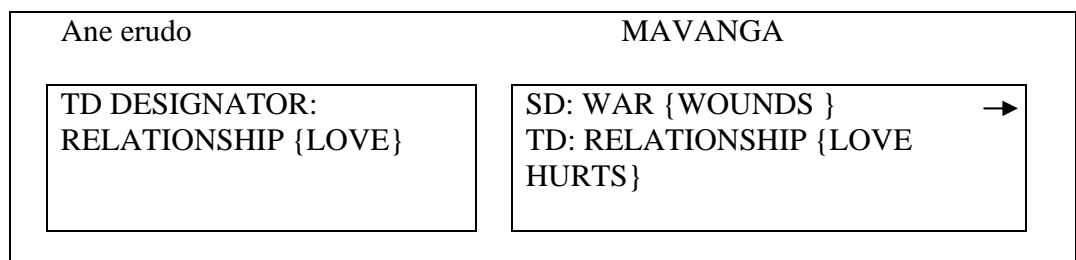 Ane erudo MAVANGA
TD DESIGNATOR:
RELATIONSHIP {LOVE}
SD: WAR {WOUNDS } →
TD: RELATIONSHIP {LOVE
HURTS}